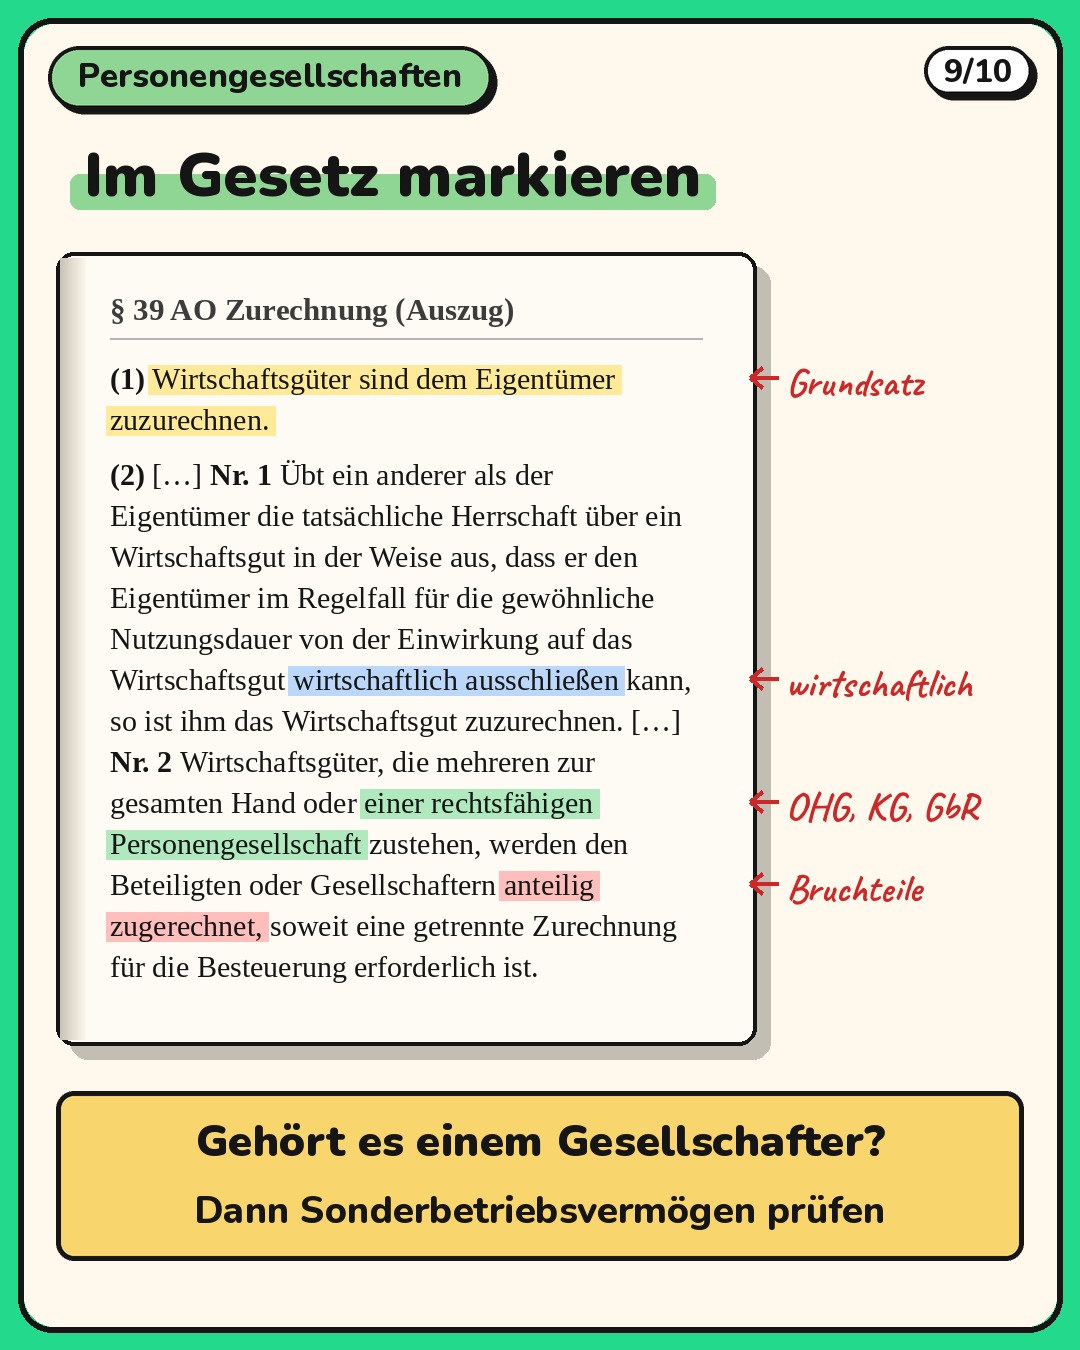 Personengesellschaften
9/10
Im Gesetz markieren
§ 39 AO Zurechnung (Auszug)
(1) Wirtschaftsgüter sind dem Eigentümer
zuzurechnen.
Grundsatz
(2) […] Nr. 1 Übt ein anderer als der
Eigentümer die tatsächliche Herrschaft über ein
Wirtschaftsgut in der Weise aus, dass er den
Eigentümer im Regelfall für die gewöhnliche
Nutzungsdauer von der Einwirkung auf das
Wirtschaftsgut wirtschaftlich ausschließen kann,
wirtschaftlich
so ist ihm das Wirtschaftsgut zuzurechnen. […]
Nr. 2 Wirtschaftsgüter, die mehreren zur
gesamten Hand oder einer rechtsfähigen
OHG, KG, GbR
Personengesellschaft zustehen, werden den
Beteiligten oder Gesellschaftern anteilig
Bruchteile
zugerechnet, soweit eine getrennte Zurechnung
für die Besteuerung erforderlich ist.
Gehört es einem Gesellschafter?
Dann Sonderbetriebsvermögen prüfen